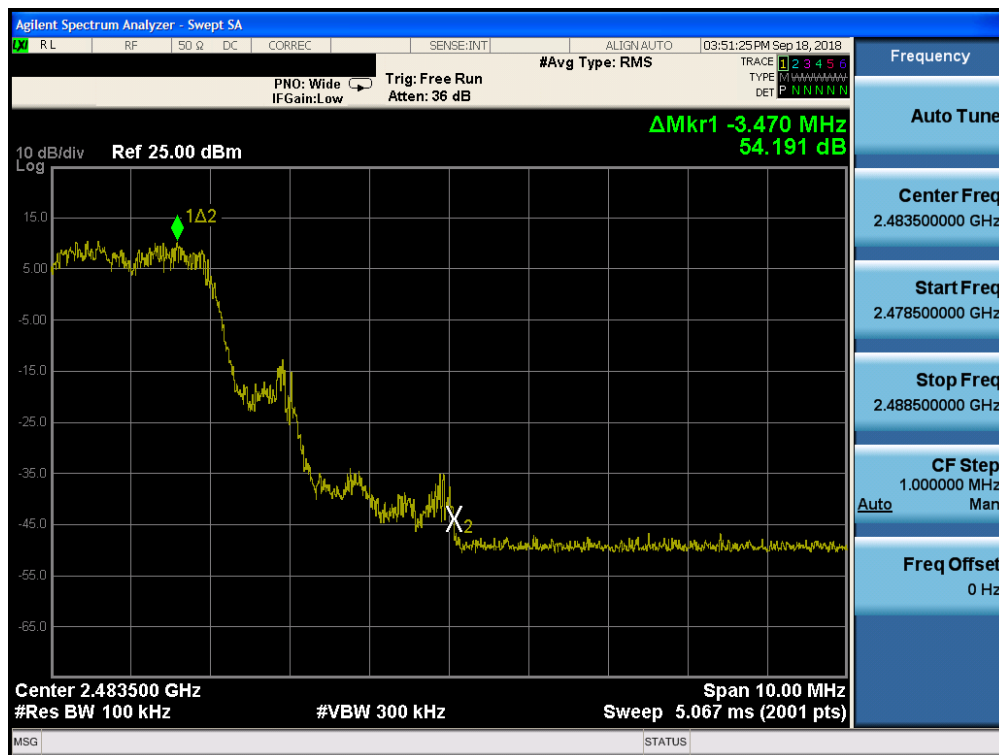 Agilent Spectrum Analyzer - Swept SA
LXI RL RF 50 Ω DC CORREC SENSE:INT ALIGN AUTO 03:51:25 PM Sep 18, 2018
#Avg Type: RMS
TRACE 1 2 3 4 5 6
PNO: Wide Trig: Free Run
TYPE MWWWWW
IFGain:Low Atten: 36 dB
DET P N N N N N
ΔMkr1 -3.470 MHz
54.191 dB
10 dB/div Ref 25.00 dBm
Log
15.0
5.00
-5.00
-15.0
-25.0
-35.0
-45.0
-55.0
-65.0
1Δ2
2
Center 2.483500 GHz Span 10.00 MHz
#Res BW 100 kHz #VBW 300 kHz Sweep 5.067 ms (2001 pts)
MSG STATUS
Frequency
Auto Tune
Center Freq
2.483500000 GHz
Start Freq
2.478500000 GHz
Stop Freq
2.488500000 GHz
CF Step
1.000000 MHz
Auto Man
Freq Offset
0 Hz